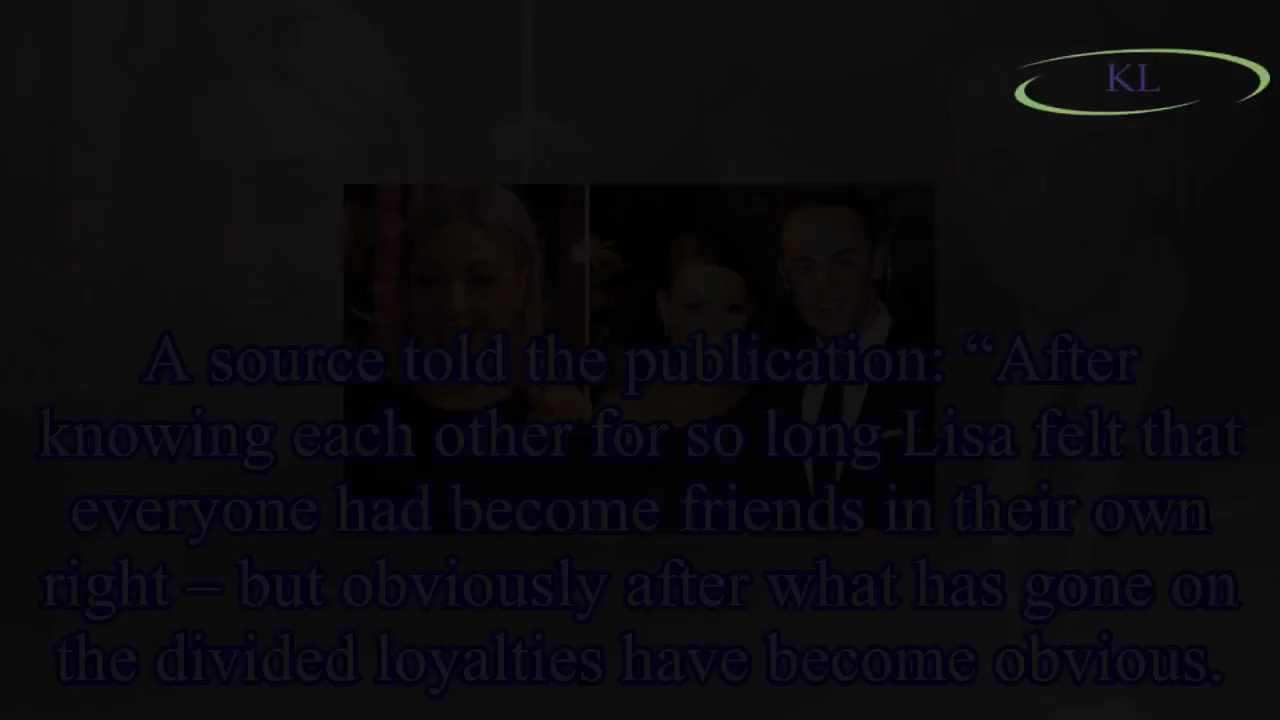 KL
A source told the publication: “After
knowing each other for so long Lisa felt that
everyone had become friends in their own
right – but obviously after what has gone on
the divided loyalties have become obvious.